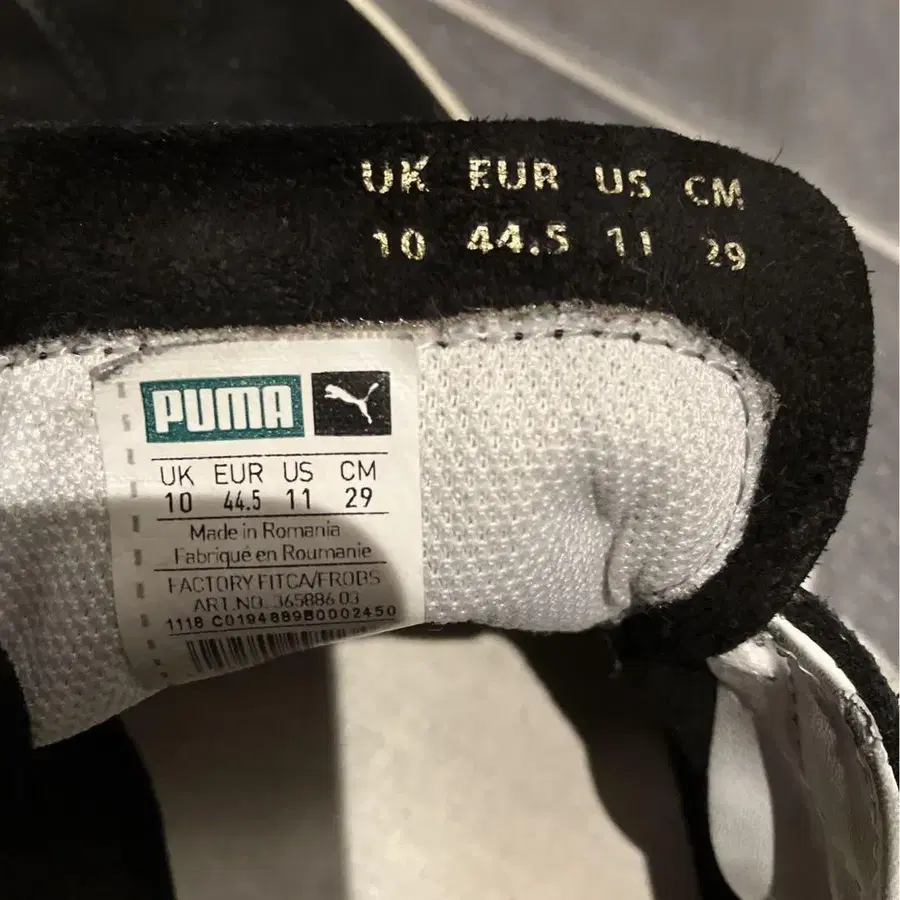 UK EUR US CM
10 44.5 11 29
PUMA
UK EUR US CM
10 44.5 11 29
Made in Romania
Fabriqué en Roumanie
FACTORY FITCA/FROBS
ART.NO. 365886 03
1118 C0194889B0002450